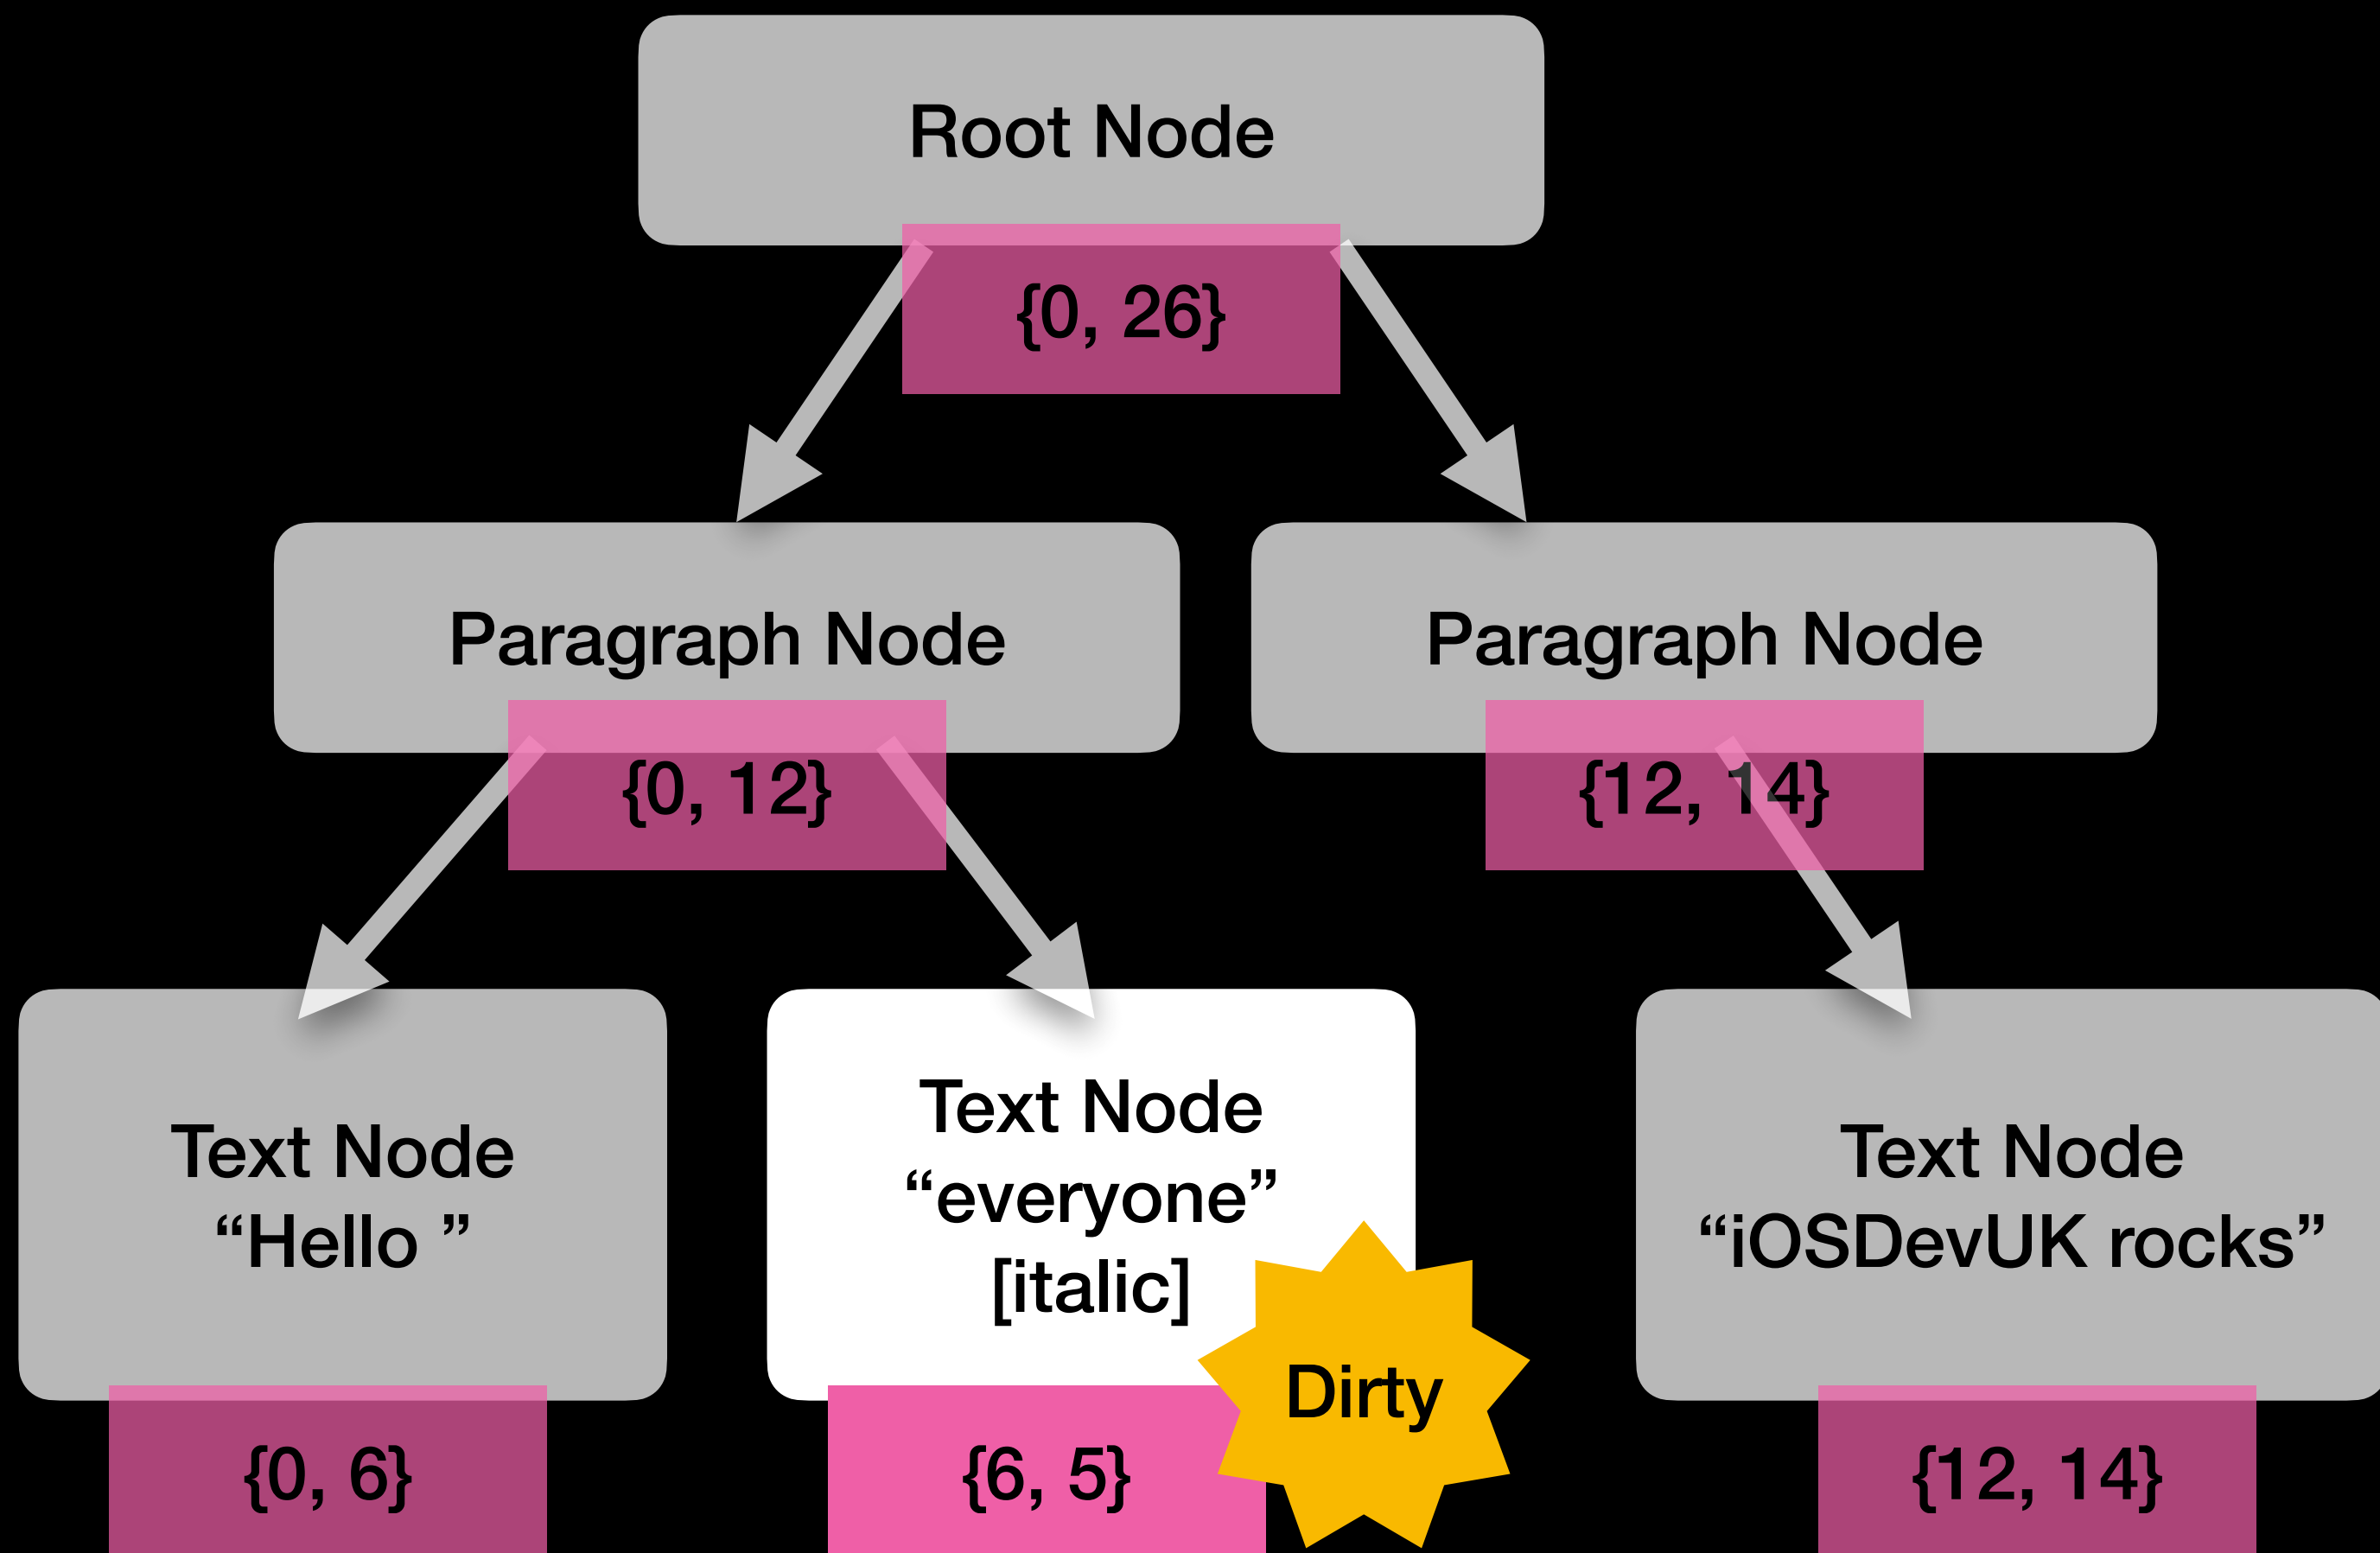 Root Node
{0, 26}
Paragraph Node
{0, 12}
Paragraph Node
{12, 14}
Text Node
“Hello ”
{0, 6}
Text Node
“everyone”
[italic]
Dirty
{6, 5}
Text Node
“iOSDevUK rocks”
{12, 14}